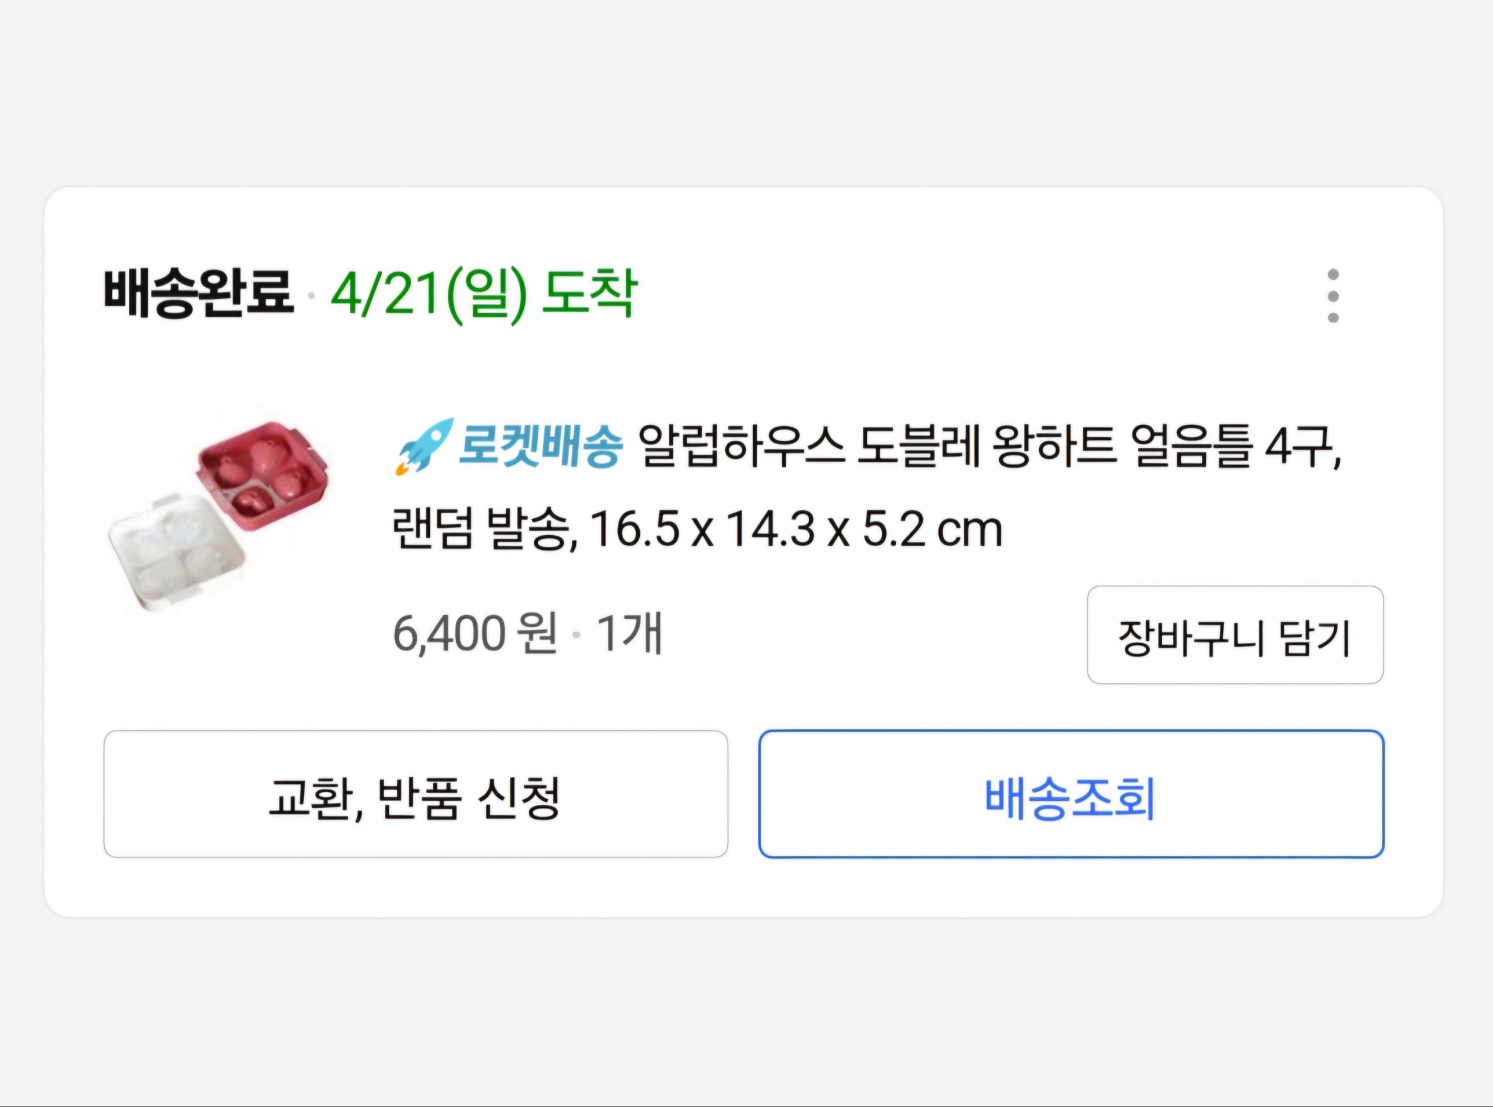 배송완료 · 4/21(일) 도착
로켓배송 알럽하우스 도블레 왕하트 얼음틀 4구,
랜덤 발송, 16.5 x 14.3 x 5.2 cm
6,400 원 · 1개
장바구니 담기
교환, 반품 신청
배송조회